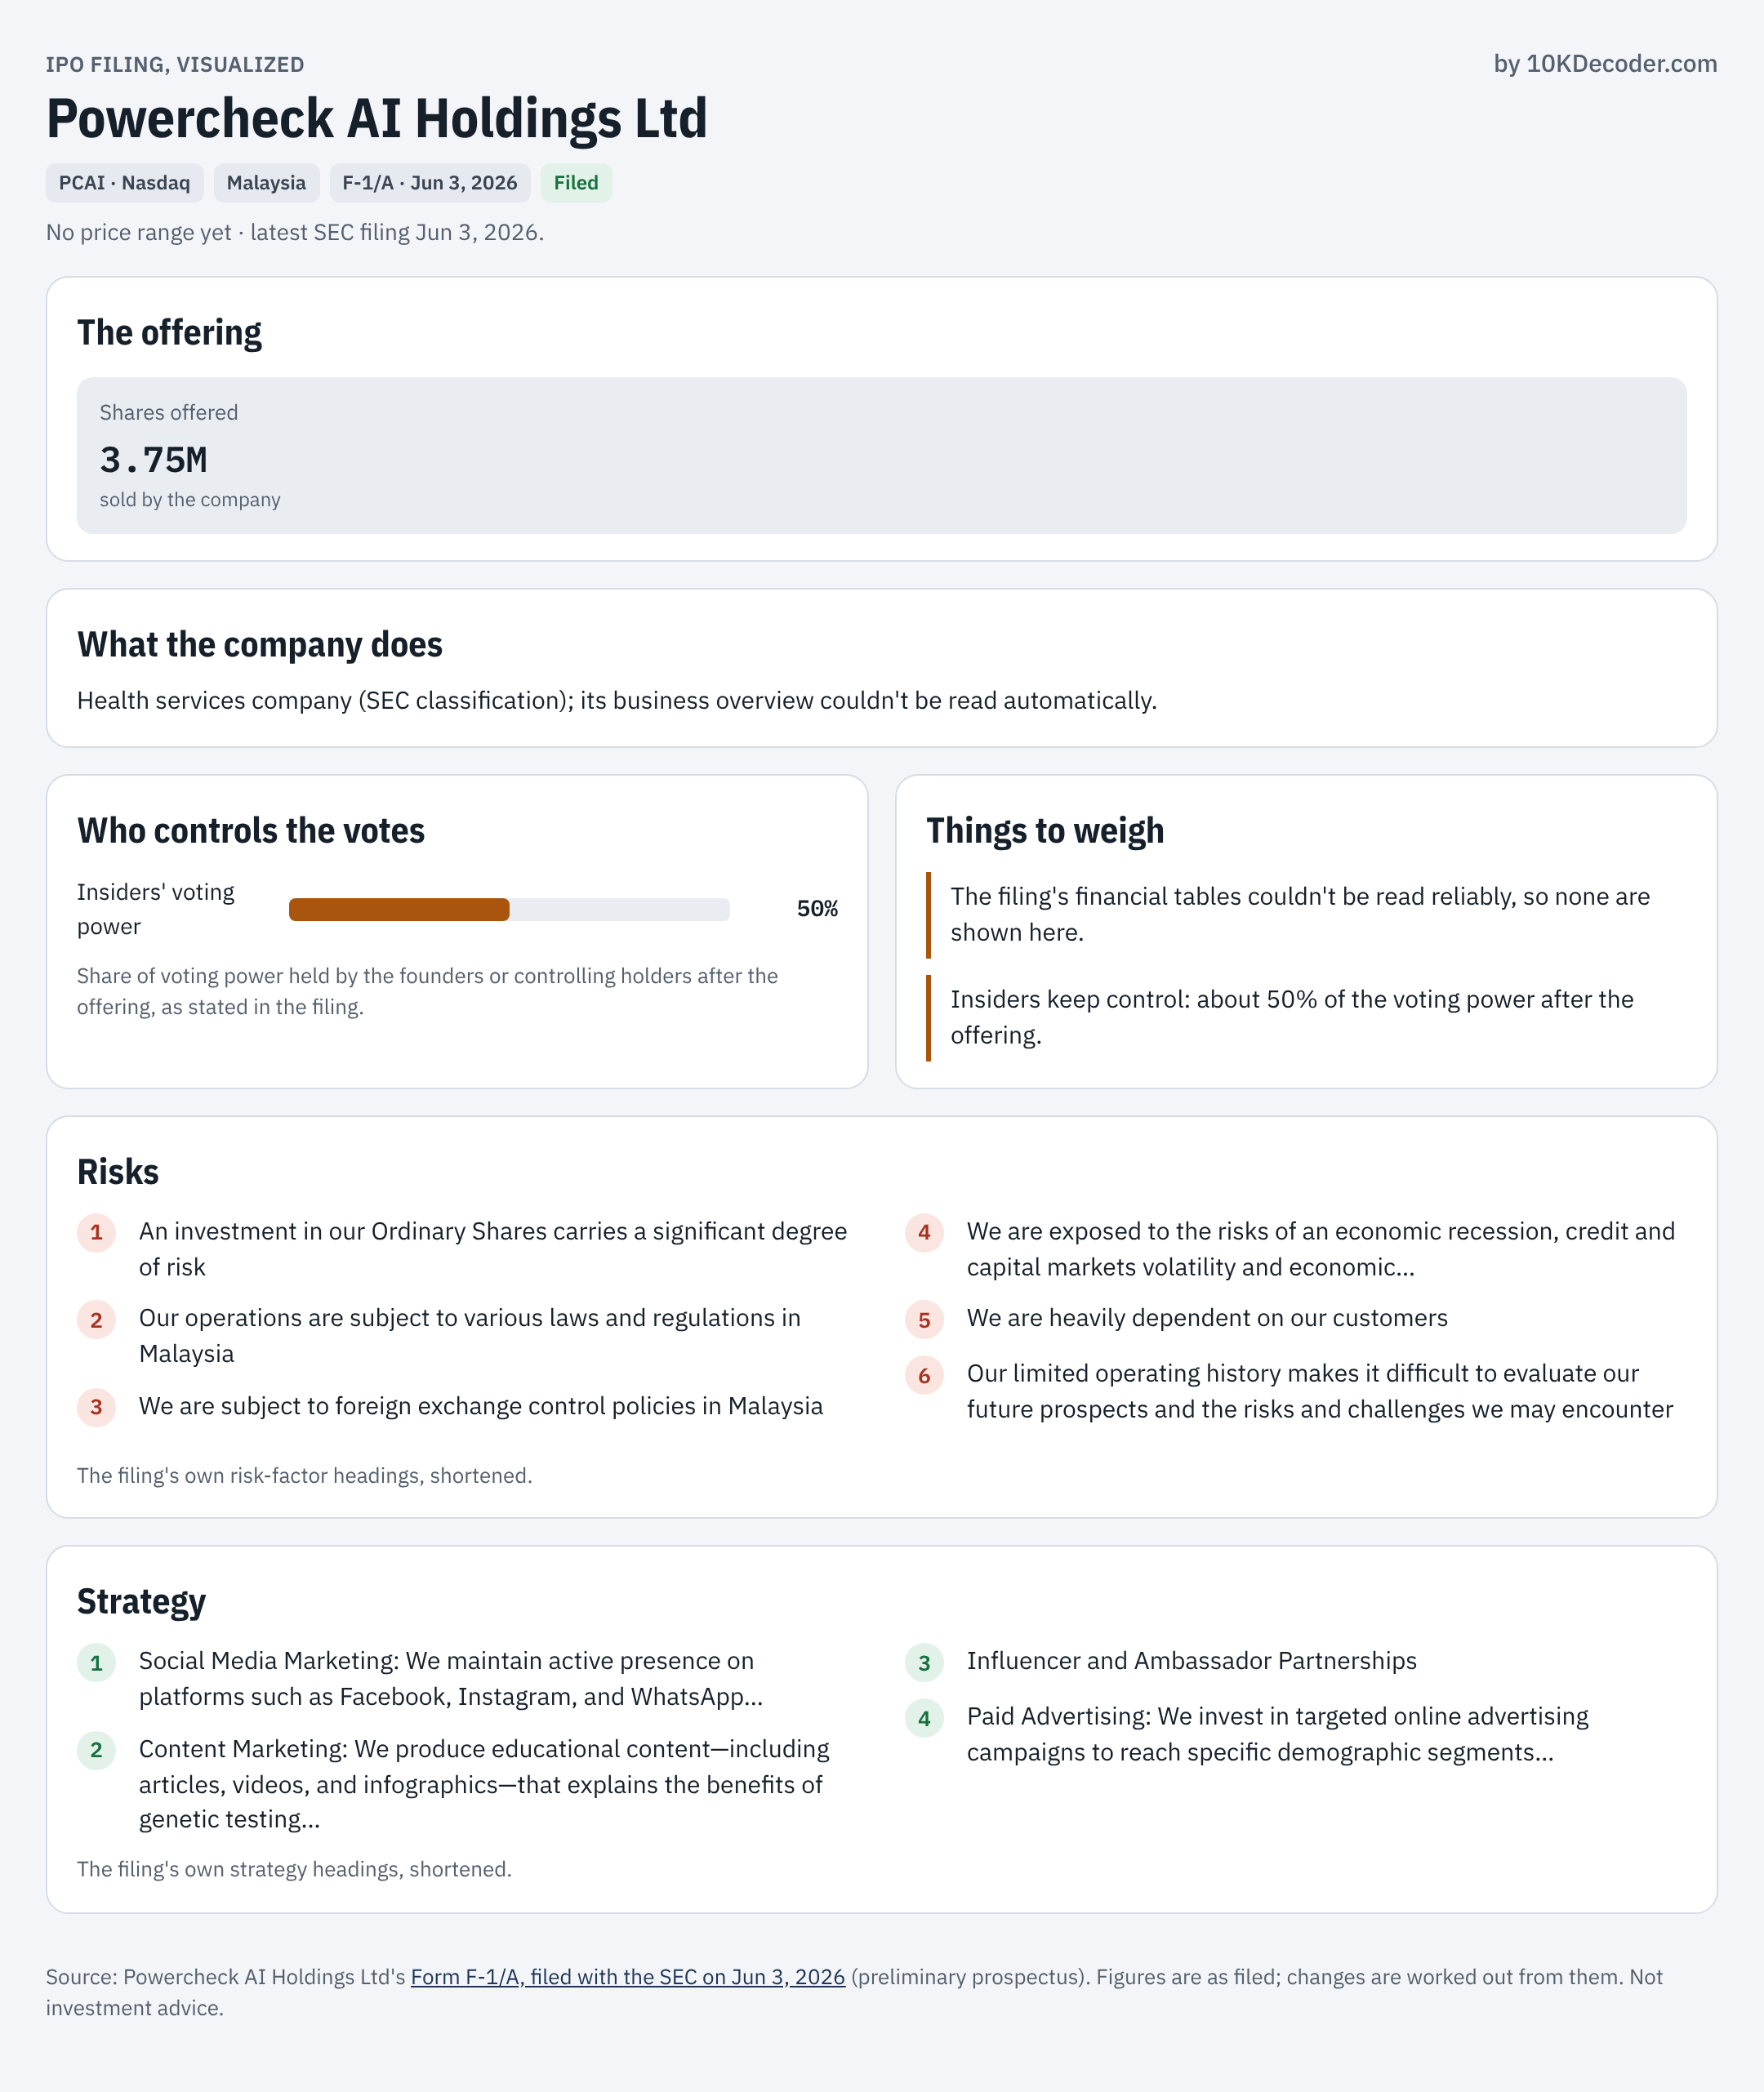 IPO FILING, VISUALIZED
by 10KDecoder.com
Powercheck AI Holdings Ltd
PCAI · Nasdaq
Malaysia
F-1/A · Jun 3, 2026
Filed
No price range yet · latest SEC filing Jun 3, 2026.
The offering
Shares offered
3.75M
sold by the company
What the company does
Health services company (SEC classification); its business overview couldn't be read automatically.
Who controls the votes
Insiders' voting
power
50%
Share of voting power held by the founders or controlling holders after the
offering, as stated in the filing.
Things to weigh
The filing's financial tables couldn't be read reliably, so none are
shown here.
Insiders keep control: about 50% of the voting power after the
offering.
Risks
1 An investment in our Ordinary Shares carries a significant degree
of risk
2 Our operations are subject to various laws and regulations in
Malaysia
3 We are subject to foreign exchange control policies in Malaysia
4 We are exposed to the risks of an economic recession, credit and
capital markets volatility and economic...
5 We are heavily dependent on our customers
6 Our limited operating history makes it difficult to evaluate our
future prospects and the risks and challenges we may encounter
The filing's own risk-factor headings, shortened.
Strategy
1 Social Media Marketing: We maintain active presence on
platforms such as Facebook, Instagram, and WhatsApp...
2 Content Marketing: We produce educational content—including
articles, videos, and infographics—that explains the benefits of
genetic testing...
3 Influencer and Ambassador Partnerships
4 Paid Advertising: We invest in targeted online advertising
campaigns to reach specific demographic segments...
The filing's own strategy headings, shortened.
Source: Powercheck AI Holdings Ltd's Form F-1/A, filed with the SEC on Jun 3, 2026 (preliminary prospectus). Figures are as filed; changes are worked out from them. Not
investment advice.